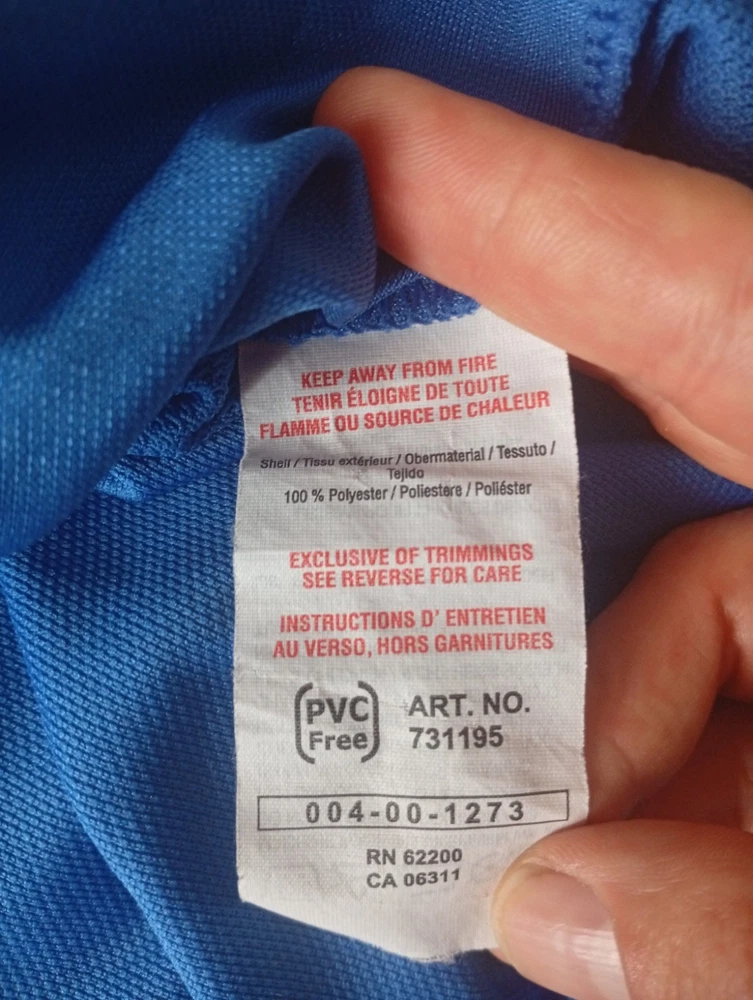 KEEP AWAY FROM FIRE
TENIR ÉLOIGNE DE TOUTE
FLAMME OU SOURCE DE CHALEUR
Shell / Tissu extérieur / Obermaterial / Tessuto /
Tejido
100 % Polyester / Poliestere / Poliéster
EXCLUSIVE OF TRIMMINGS
SEE REVERSE FOR CARE
INSTRUCTIONS D' ENTRETIEN
AU VERSO, HORS GARNITURES
PVC ART. NO.
Free 731195
004-00-1273
RN 62200
CA 06311